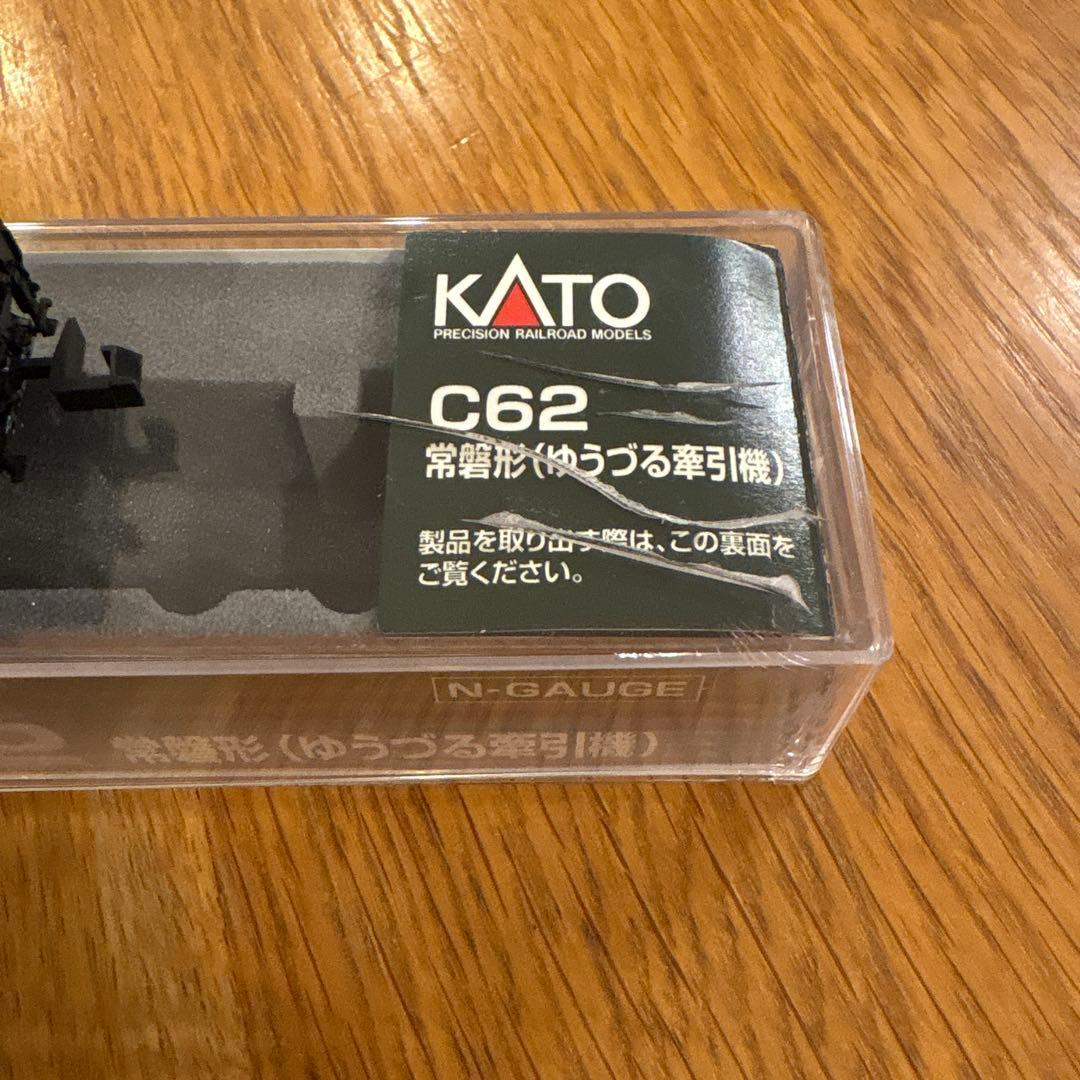 KATO
PRECISION RAILROAD MODELS
C62
常磐形(ゆうづる牽引機)
製品を取り出す際は、この裏面を
ご覧ください。
N-GAUGE
常磐形(ゆうづる牽引機)